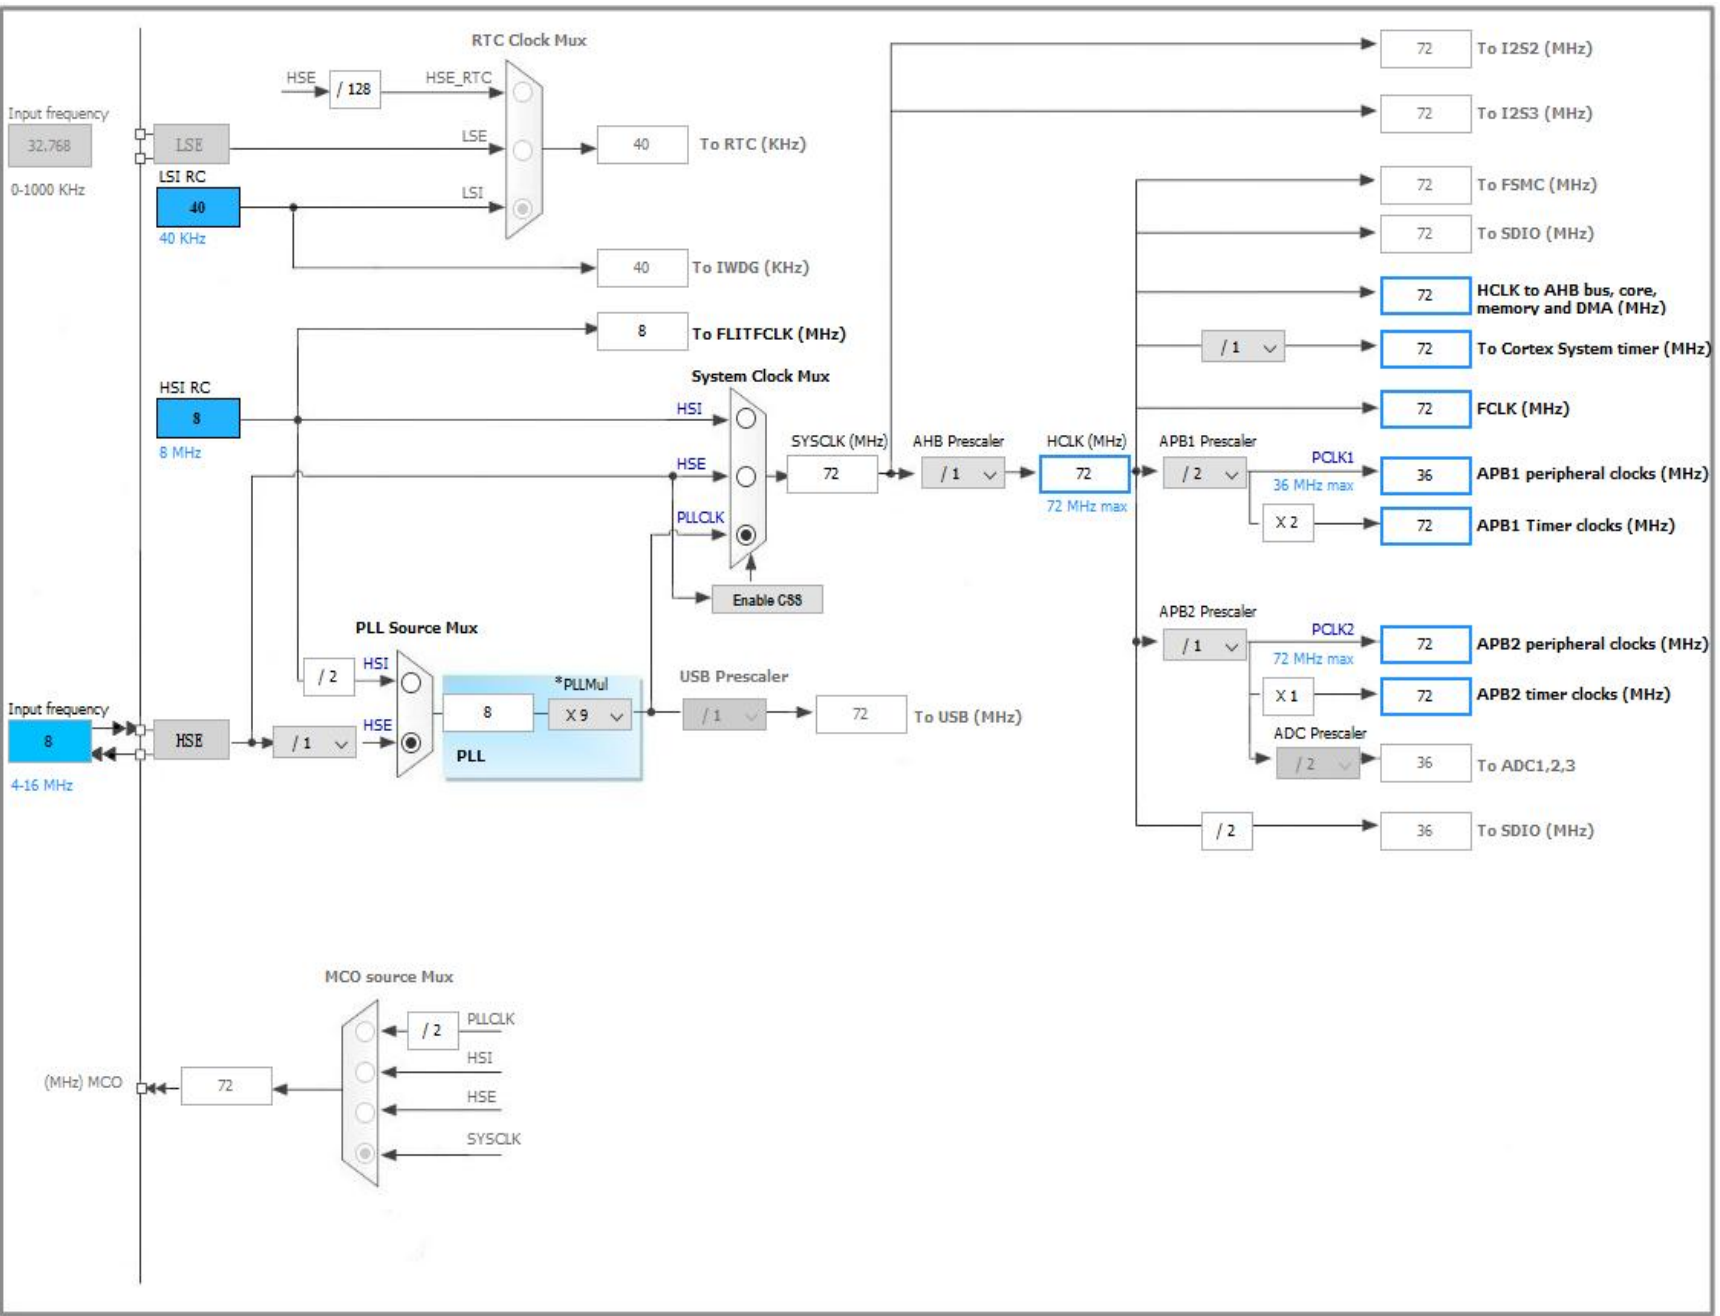 RTC Clock Mux
HSE
/ 128
HSE_RTC
72
To I2S2 (MHz)
Input frequency
72
To I2S3 (MHz)
32.768
LSE
LSE
40
To RTC (KHz)
0-1000 KHz
LSI RC
40
LSI
40 KHz
72
To FSMC (MHz)
72
To SDIO (MHz)
40
To IWDG (KHz)
72
HCLK to AHB bus, core,
memory and DMA (MHz)
8
To FLITFCLK (MHz)
/ 1
72
To Cortex System timer (MHz)
System Clock Mux
HSI RC
8
8 MHz
HSI
72
FCLK (MHz)
SYSCLK (MHz)
AHB Prescaler
HCLK (MHz)
APB1 Prescaler
HSE
72
/ 1
72
/ 2
PCLK1
36
APB1 peripheral clocks (MHz)
72 MHz max
36 MHz max
PLLCLK
X 2
72
APB1 Timer clocks (MHz)
Enable CSS
APB2 Prescaler
PLL Source Mux
/ 1
PCLK2
72
APB2 peripheral clocks (MHz)
72 MHz max
/ 2
HSI
*PLLMul
USB Prescaler
X 1
72
APB2 timer clocks (MHz)
Input frequency
8
HSE
/ 1
HSE
8
X 9
/ 1
72
To USB (MHz)
PLL
ADC Prescaler
/ 2
36
To ADC1,2,3
4-16 MHz
/ 2
36
To SDIO (MHz)
MCO source Mux
/ 2
PLLCLK
HSI
(MHz) MCO
72
HSE
SYSCLK